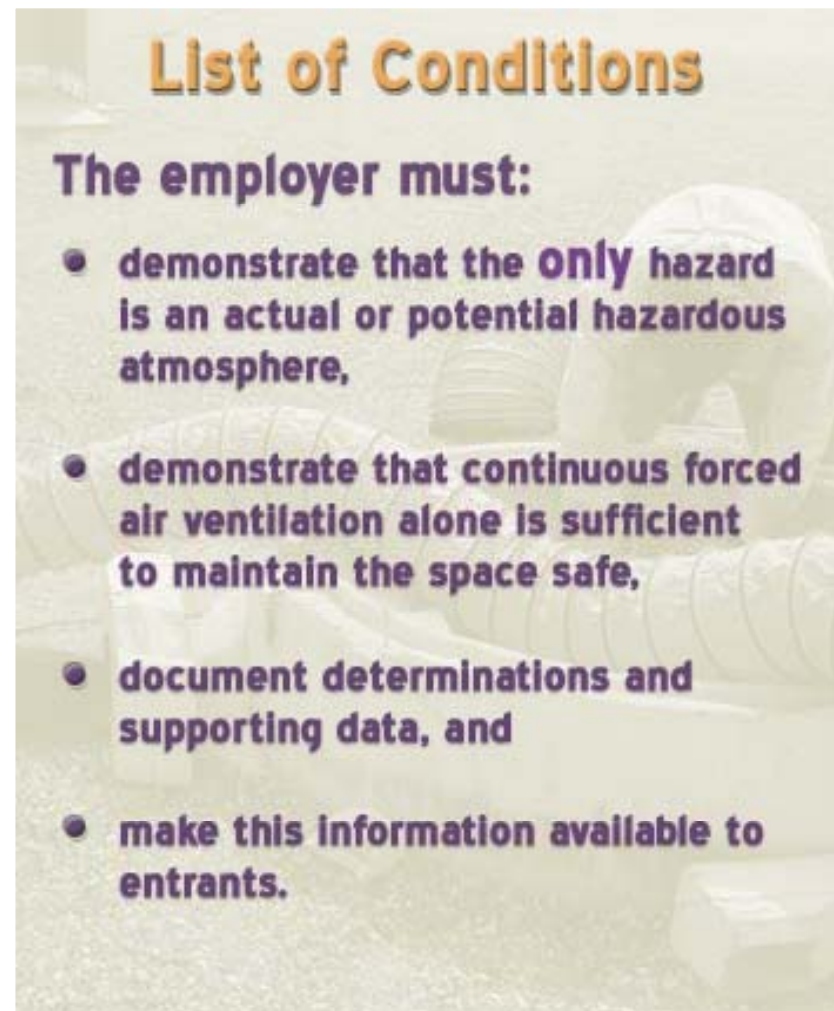 List of Conditions
The employer must:
• demonstrate that the only hazard
is an actual or potential hazardous
atmosphere,
• demonstrate that continuous forced
air ventilation alone is sufficient
to maintain the space safe,
• document determinations and
supporting data, and
• make this information available to
entrants.